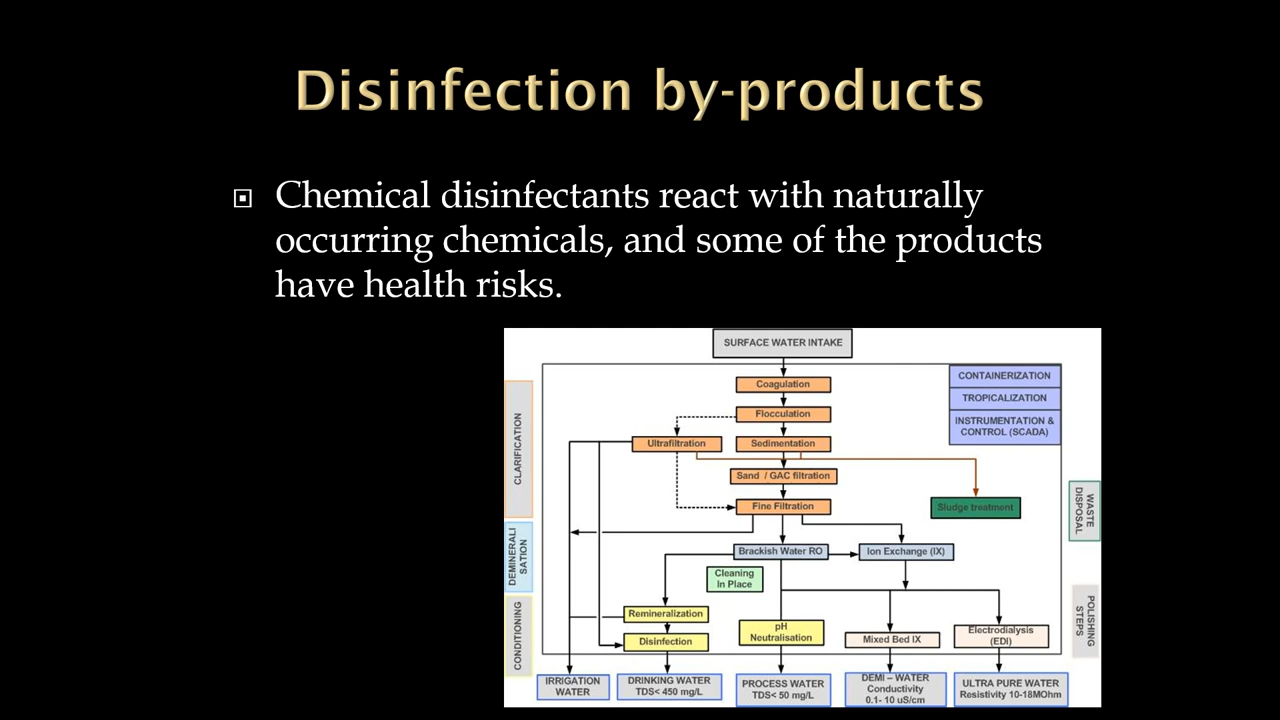 Disinfection by-products
Chemical disinfectants react with naturally
occurring chemicals, and some of the products
have health risks.
SURFACE WATER INTAKE
Coagulation
Flocculation
Ultrafiltration
Sedimentation
Sand / GAC filtration
Fine Filtration
CONTAINERIZATION
TROPICALIZATION
INSTRUMENTATION &
CONTROL (SCADA)
CLARIFICATION
Sludge treatment
WASTE
DISPOSAL
DEMINERALI
SATION
Brackish Water RO
Ion Exchange (IX)
Cleaning
In Place
CONDITIONING
Remineralization
Disinfection
pH
Neutralisation
Mixed Bed IX
Electrodialysis
(EDI)
POLISHING
STEPS
IRRIGATION
WATER
DRINKING WATER
TDS< 450 mg/L
PROCESS WATER
TDS< 50 mg/L
DEMI – WATER
Conductivity
0.1- 10 uS/cm
ULTRA PURE WATER
Resistivity 10-18MOhm